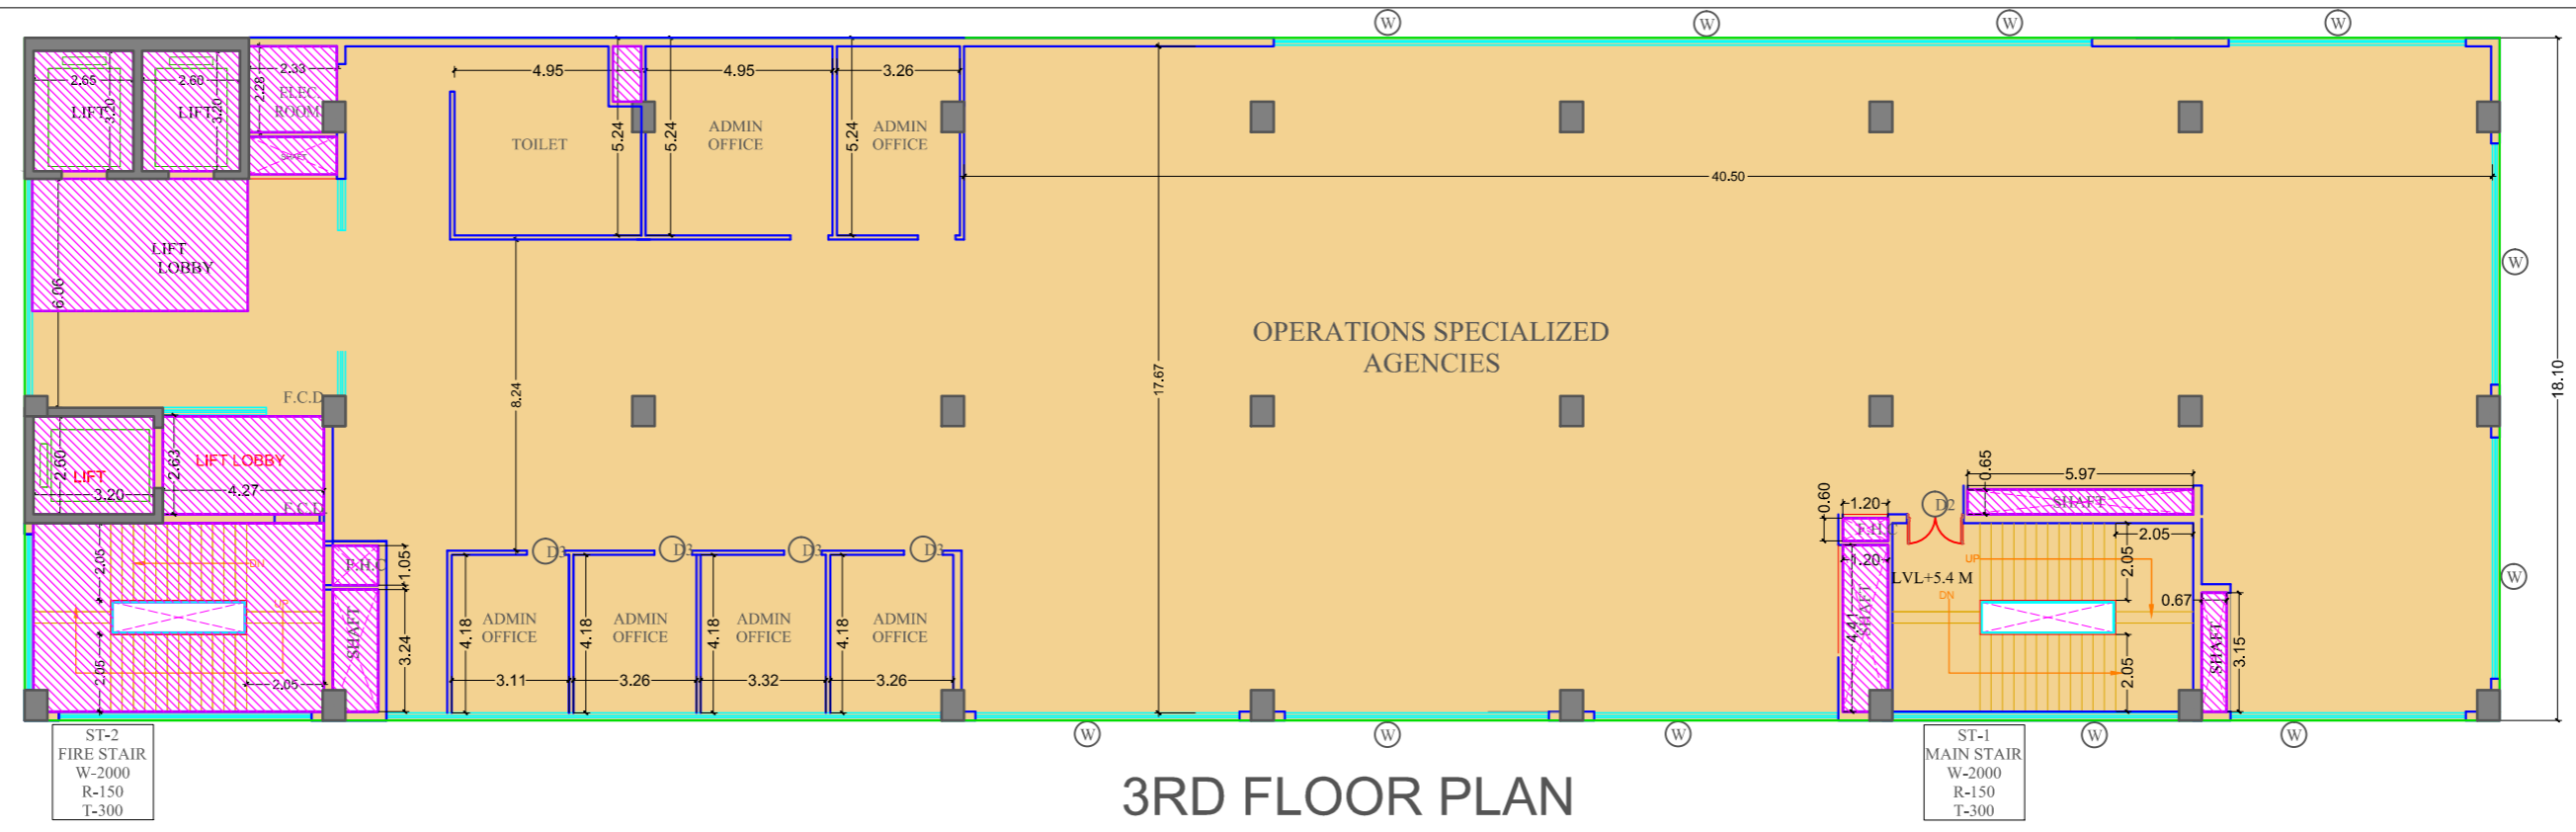 W
W
W
W
2.65
2.60
2.33
2.28
3.20
3.20
LIFT
LIFT
ELEC.
ROOM
SHAFT
4.95
4.95
3.26
5.24
5.24
5.24
TOILET
ADMIN
OFFICE
ADMIN
OFFICE
40.50
LIFT
LOBBY
6.06
8.24
17.67
18.10
OPERATIONS SPECIALIZED
AGENCIES
W
F.C.D.
LIFT
2.60
3.20
LIFT LOBBY
2.63
4.27
F.C.D.
0.65
5.97
SHAFT
D2
0.60
1.20
F.H.C
1.20
2.05
2.05
UP
LVL+5.4 M
DN
0.67
2.05
4.41
SHAFT
SHAFT
3.15
W
2.05
DN
UP
2.05
2.05
F.H.C
1.05
SHAFT
3.24
D3
D3
D3
D3
4.18
4.18
4.18
4.18
ADMIN
OFFICE
ADMIN
OFFICE
ADMIN
OFFICE
ADMIN
OFFICE
3.11
3.26
3.32
3.26
W
W
W
W
W
ST-2
FIRE STAIR
W-2000
R-150
T-300
ST-1
MAIN STAIR
W-2000
R-150
T-300
3RD FLOOR PLAN